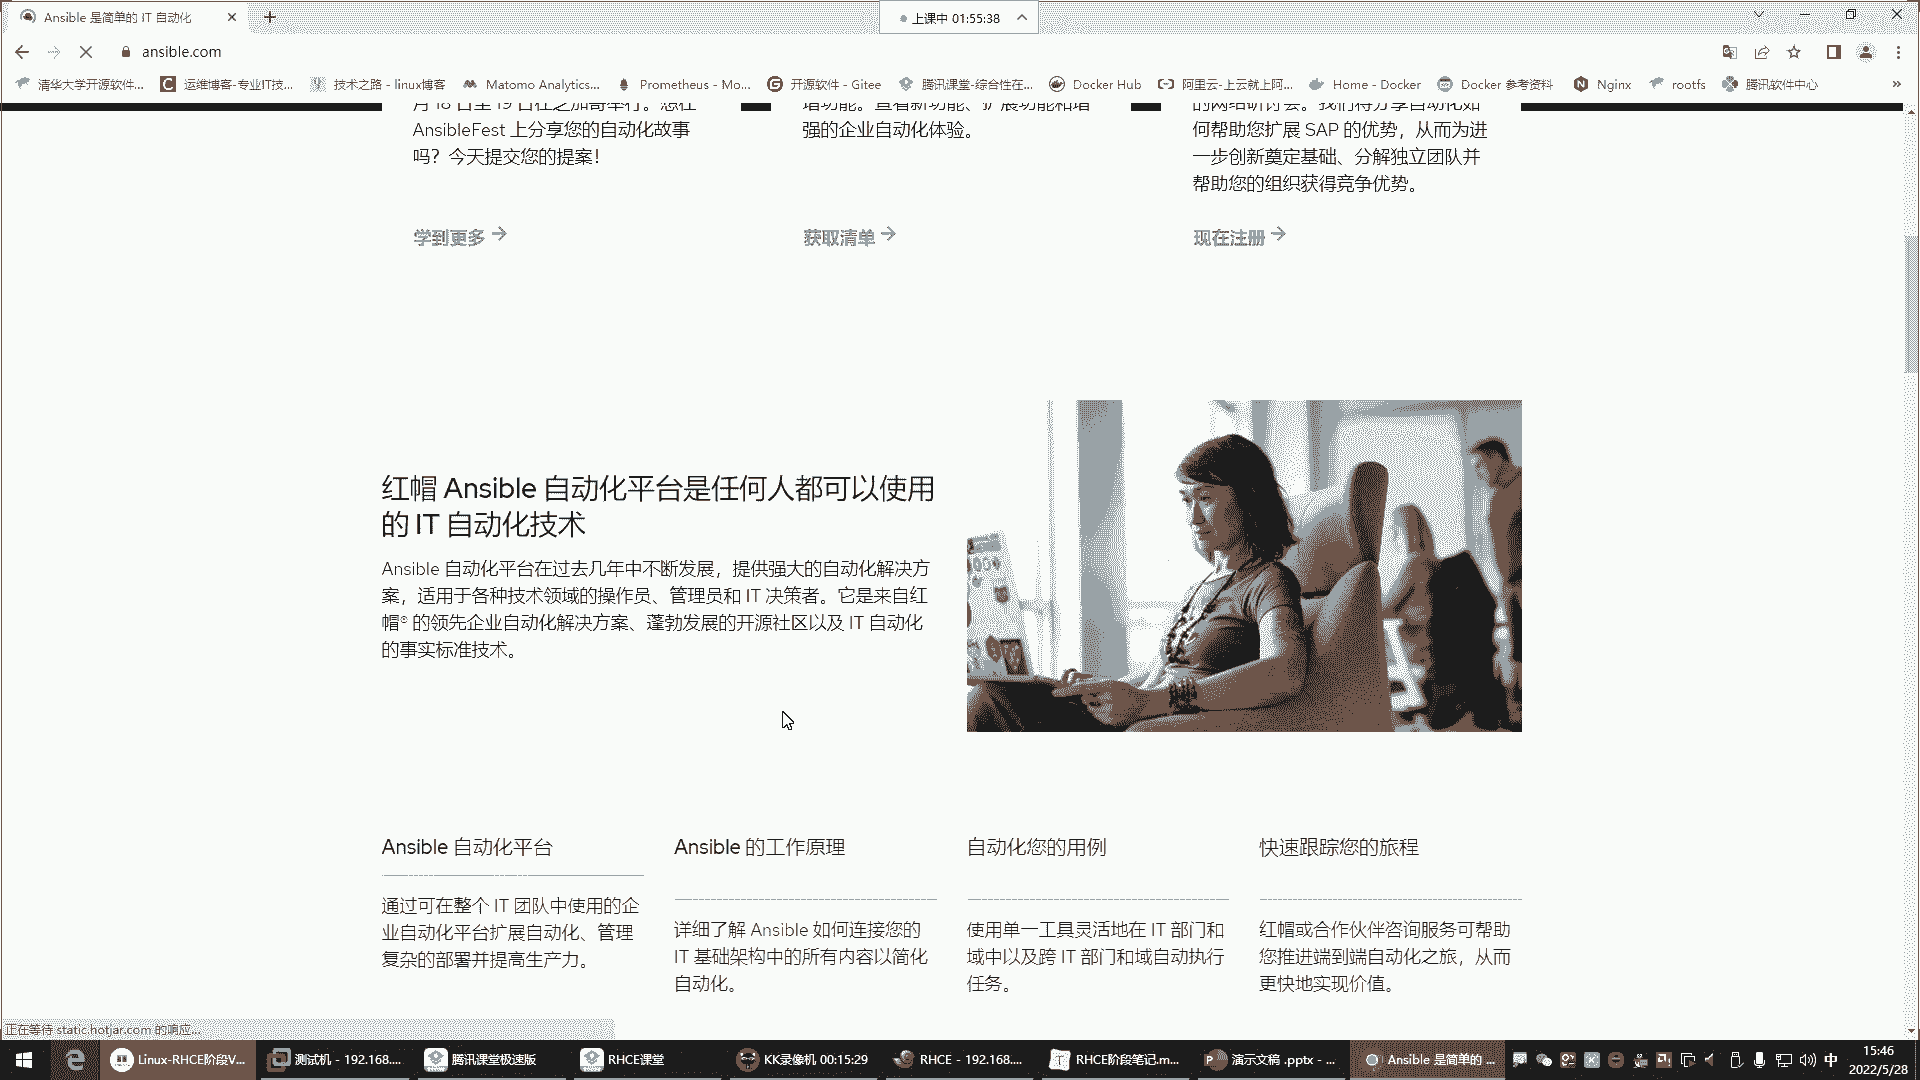 Ansible 是简单的 IT 自动化
上课中 01:55:38
ansible.com
清华大学开源软件...
运维博客-专业IT技...
技术之路 - linux博客
Matomo Analytics...
Prometheus - Mo...
开源软件 - Gitee
腾讯课堂-综合性在...
Docker Hub
阿里云-上云就上阿...
Home - Docker
Docker 参考资料
Nginx
rootfs
腾讯软件中心
»
AnsibleFest 上分享您的自动化故事
吗？今天提交您的提案！
学到更多
强的企业自动化体验。
获取清单
的网络研讨会。我们将分享自动化如
何帮助您扩展 SAP 的优势，从而为进
一步创新奠定基础、分解独立团队并
帮助您的组织获得竞争优势。
现在注册
红帽 Ansible 自动化平台是任何人都可以使用
的 IT 自动化技术
Ansible 自动化平台在过去几年中不断发展，提供强大的自动化解决方
案，适用于各种技术领域的操作员、管理员和 IT 决策者。它是来自红
帽® 的领先企业自动化解决方案、蓬勃发展的开源社区以及 IT 自动化
的事实标准技术。
Ansible 自动化平台
通过可在整个 IT 团队中使用的企
业自动化平台扩展自动化、管理
复杂的部署并提高生产力。
Ansible 的工作原理
详细了解 Ansible 如何连接您的
IT 基础架构中的所有内容以简化
自动化。
自动化您的用例
使用单一工具灵活地在 IT 部门和
域中以及跨 IT 部门和域自动执行
任务。
快速跟踪您的旅程
红帽或合作伙伴咨询服务可帮助
您推进端到端自动化之旅，从而
更快地实现价值。
正在等待 static.hotjar.com 的响应...
Linux-RHCE阶段V...
测试机 - 192.168....
腾讯课堂极速版
RHCE课堂
KK录像机 00:15:29
RHCE - 192.168....
RHCE阶段笔记.m...
演示文稿 .pptx - ...
Ansible 是简单的 ...
中
15:46
2022/5/28